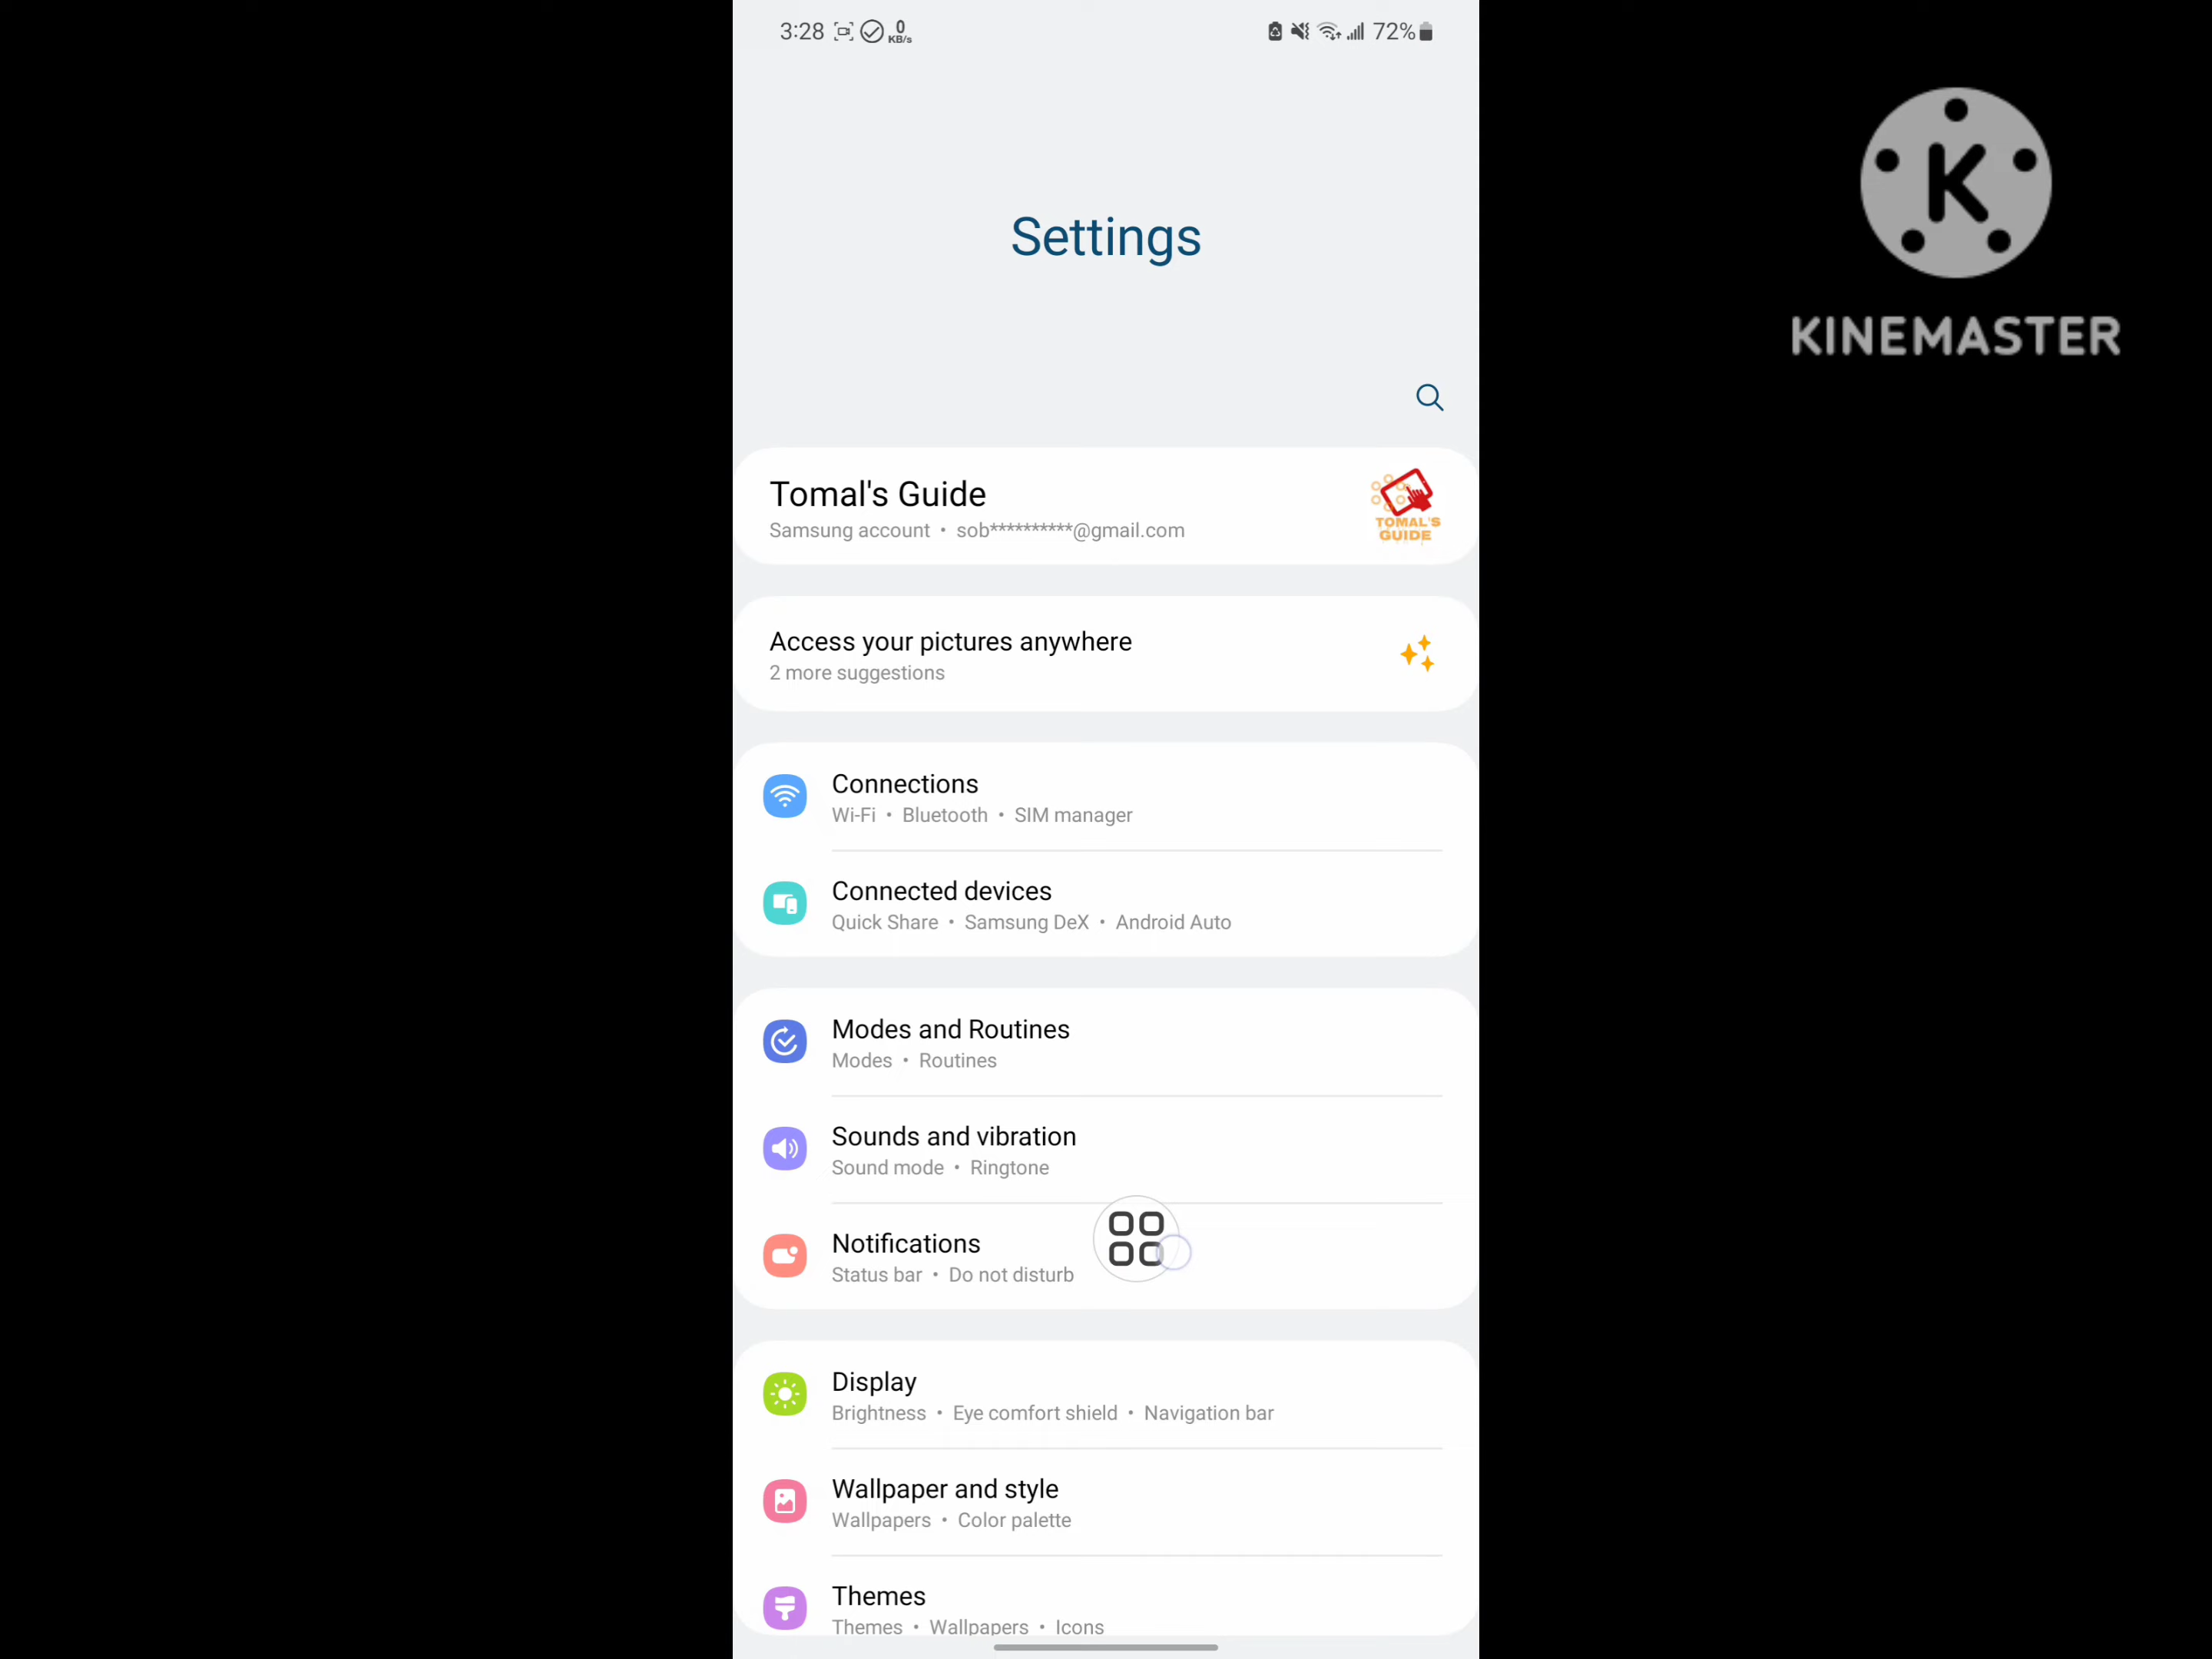 3:28 0 KB/s 72%
KINEMASTER
Settings
Tomal's Guide
Samsung account • sob**********@gmail.com
TOMAL'S
GUIDE
Access your pictures anywhere
2 more suggestions
Connections
Wi-Fi • Bluetooth • SIM manager
Connected devices
Quick Share • Samsung DeX • Android Auto
Modes and Routines
Modes • Routines
Sounds and vibration
Sound mode • Ringtone
Notifications
Status bar • Do not disturb
Display
Brightness • Eye comfort shield • Navigation bar
Wallpaper and style
Wallpapers • Color palette
Themes
Themes • Wallpapers • Icons